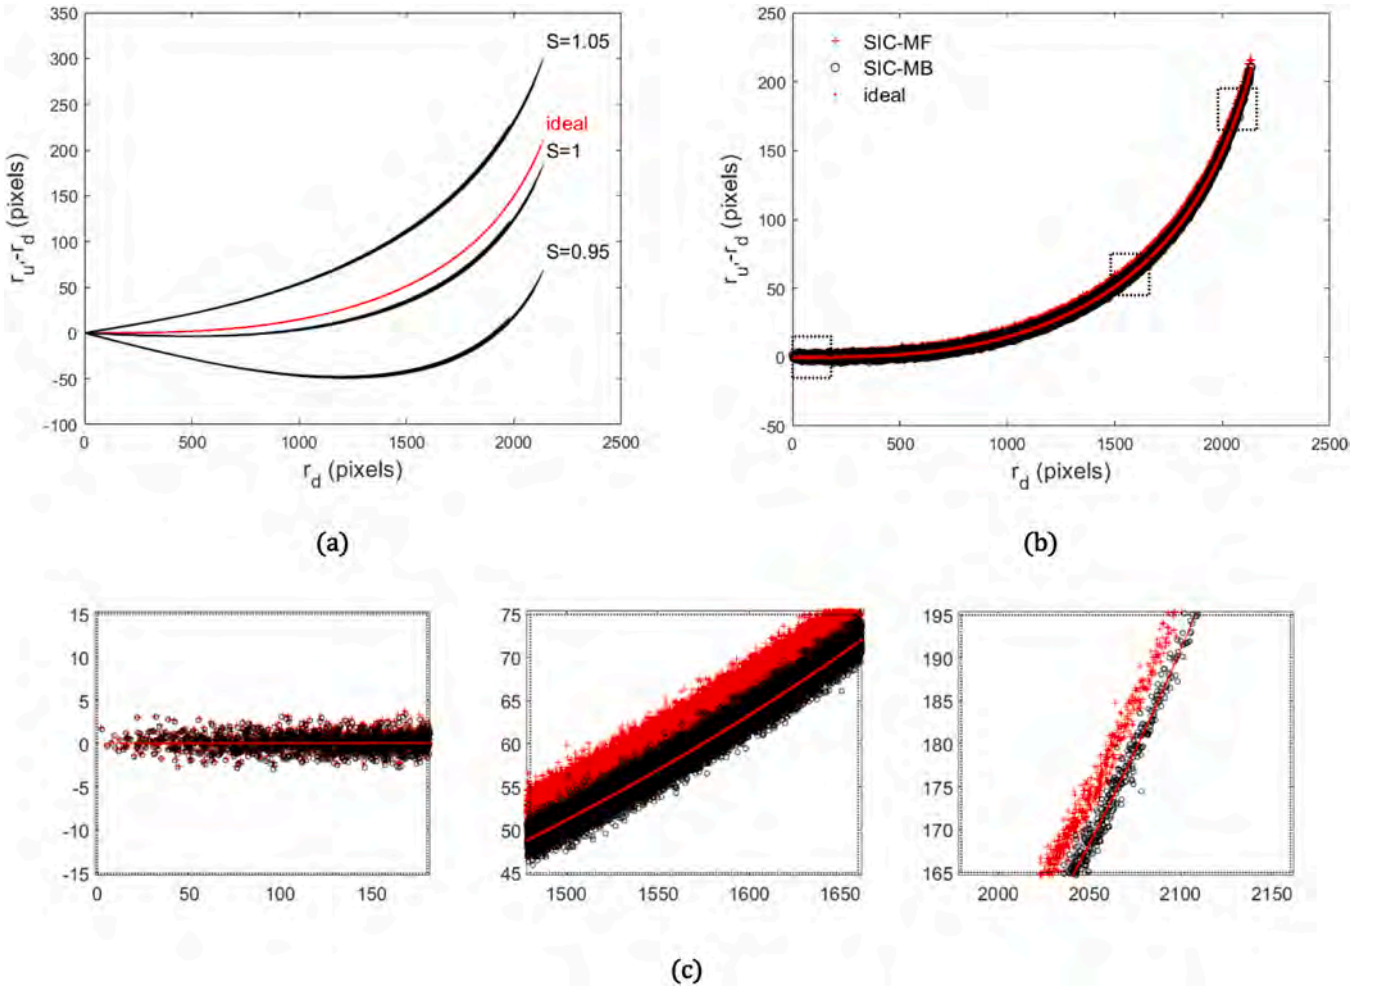 350
300
250
200
150
100
50
0
-50
-100
r_u'-r_d (pixels)
S=1.05
ideal
S=1
S=0.95
0 500 1000 1500 2000 2500
r_d (pixels)
(a)
250
200
150
100
50
0
-50
r_u'-r_d (pixels)
SIC-MF
SIC-MB
ideal
0 500 1000 1500 2000 2500
r_d (pixels)
(b)
15
10
5
0
-5
-10
-15
0 50 100 150
75
70
65
60
55
50
45
1500 1550 1600 1650
195
190
185
180
175
170
165
2000 2050 2100 2150
(c)